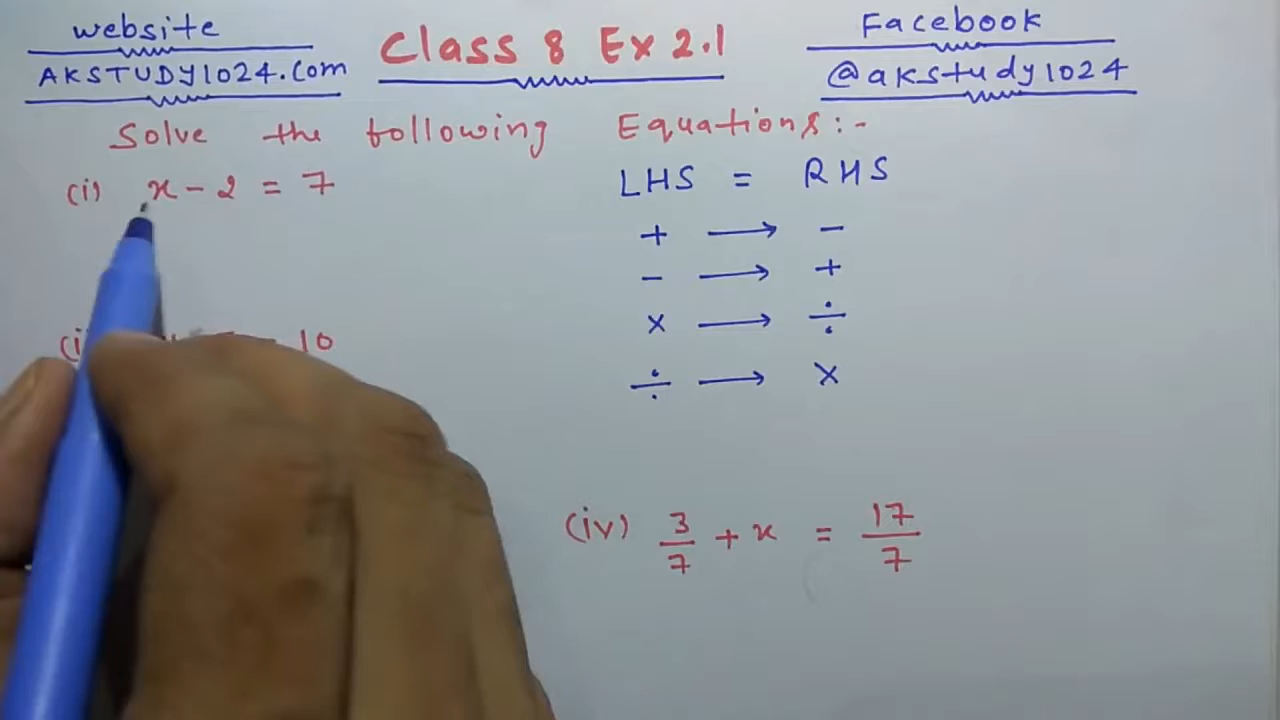 website
AKSTUDY1024.com
Class 8 Ex 2.1
Facebook
@akstudy1024
Solve the following Equations:-
(i) x - 2 = 7
LHS = RHS
+ → -
- → +
× → ÷
÷ → ×
10
(iv) 3/7 + x = 17/7